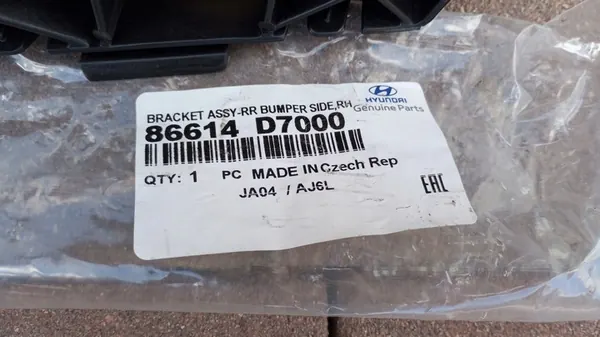 BRACKET ASSY-RR BUMPER SIDE,RH
HYUNDAI
Genuine Parts
86614 D7000
QTY: 1 PC MADE IN Czech Rep
JA04 / AJ6L
EAC